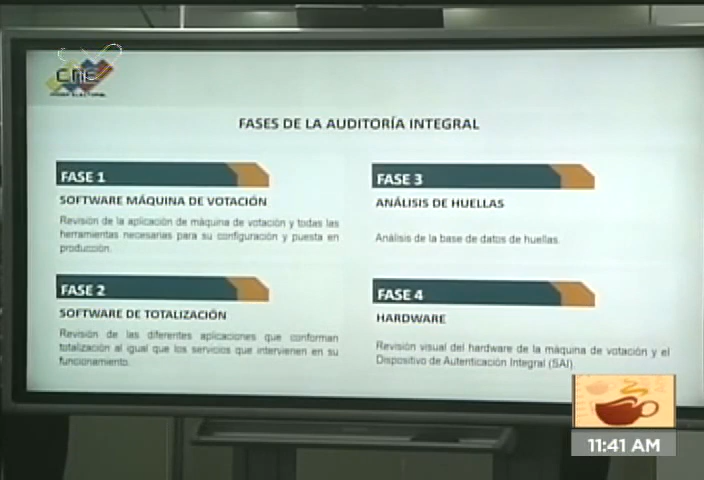 CNE
PODER ELECTORAL
FASES DE LA AUDITORÍA INTEGRAL
FASE 1
SOFTWARE MÁQUINA DE VOTACIÓN
Revisión de la aplicación de máquina de votación y todas las
herramientas necesarias para su configuración y puesta en
producción.
FASE 2
SOFTWARE DE TOTALIZACIÓN
Revisión de las diferentes aplicaciones que conforman
totalización al igual que los servicios que intervienen en su
funcionamiento.
FASE 3
ANÁLISIS DE HUELLAS
Análisis de la base de datos de huellas.
FASE 4
HARDWARE
Revisión visual del hardware de la máquina de votación y el
Dispositivo de Autenticación Integral (SAI).
11:41 AM